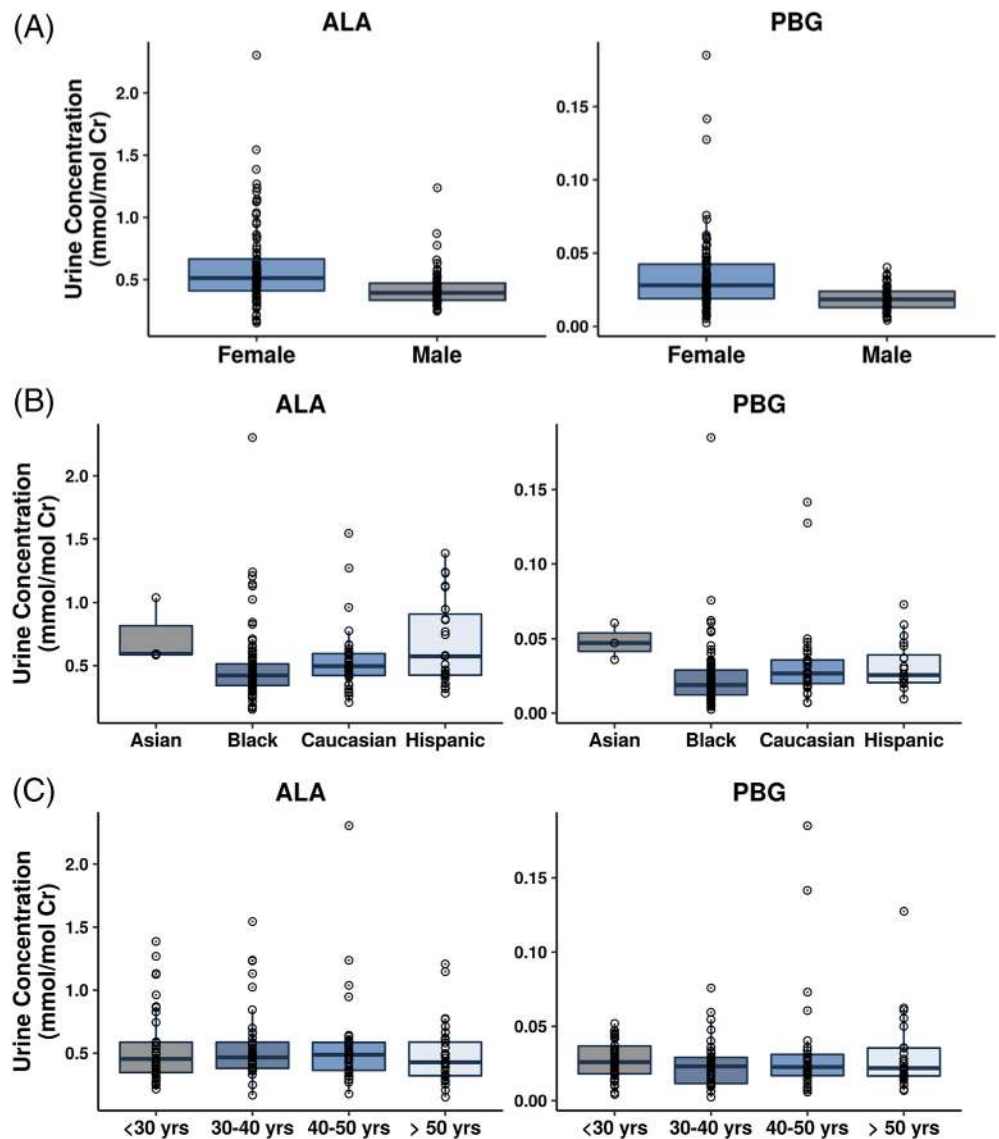 (A)
ALA
PBG
Urine Concentration
(mmol/mol Cr)
2.0
1.5
1.0
0.5
0.15
0.10
0.05
0.00
Female
Male
Female
Male
(B)
ALA
PBG
Urine Concentration
(mmol/mol Cr)
2.0
1.5
1.0
0.5
0.15
0.10
0.05
0.00
Asian
Black
Caucasian
Hispanic
Asian
Black
Caucasian
Hispanic
(C)
ALA
PBG
Urine Concentration
(mmol/mol Cr)
2.0
1.5
1.0
0.5
0.15
0.10
0.05
0.00
<30 yrs
30-40 yrs
40-50 yrs
> 50 yrs
<30 yrs
30-40 yrs
40-50 yrs
> 50 yrs